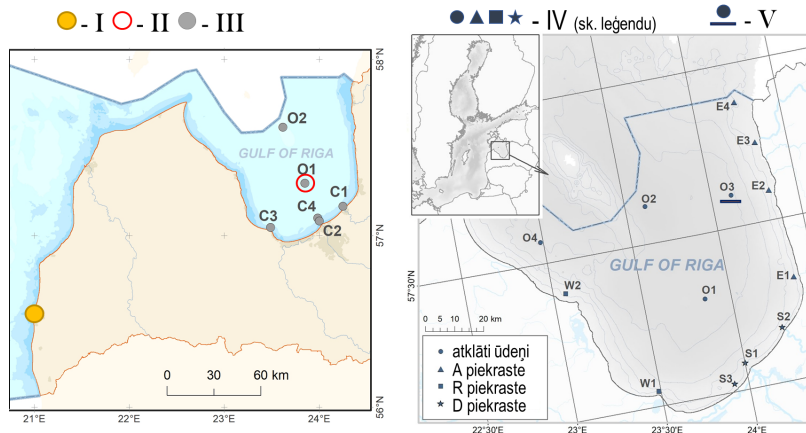 - I
- II
- III
58°N
O2
GULF OF RIGA
O1
C1
C4
C3
C2
57°N
0 30 60 km
56°N
21°E 22°E 23°E 24°E
- IV (sk. leģendu)
- V
E4
E3
O3
E2
O2
O4
GULF OF RIGA
E1
W2
57°30'N
O1
S2
0 5 10 20 km
S1
atklāti ūdeņi
A piekraste
R piekraste
D piekraste
W1
S3
22°30'E 23°E 23°30'E 24°E